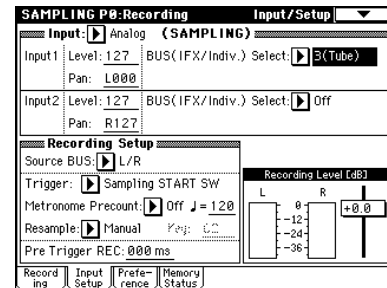 SAMPLING P0:Recording Input/Setup
Input: Analog (SAMPLING)
Input1 Level: 127 BUS(IFX/Indiv.) Select: 3(Tube)
Pan: L000
Input2 Level: 127 BUS(IFX/Indiv.) Select: Off
Pan: R127
Recording Setup
Source BUS: L/R
Trigger: Sampling START SW
Metronome Precount: Off ♩= 120
Resample: Manual Key: C2
Pre Trigger REC: 000 ms
Recording Level [dB]
L R
0 +0.0
-12
-24
-36
Record Input Prefe- Memory
ing Setup rence Status